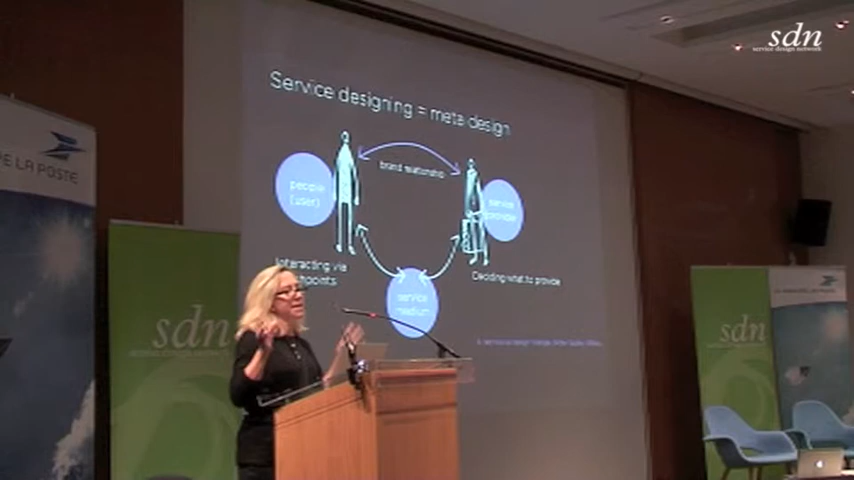 sdn
service design network
Service designing = meta design
brand relationship
people
(user)
service
provider
Interacting via
Deciding what to provide
service
medium
DE LA POSTE
sdn
sdn